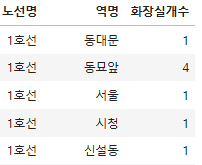 노선명 역명 화장실개수
1호선 동대문 1
1호선 동묘앞 4
1호선 서울 1
1호선 시청 1
1호선 신설동 1